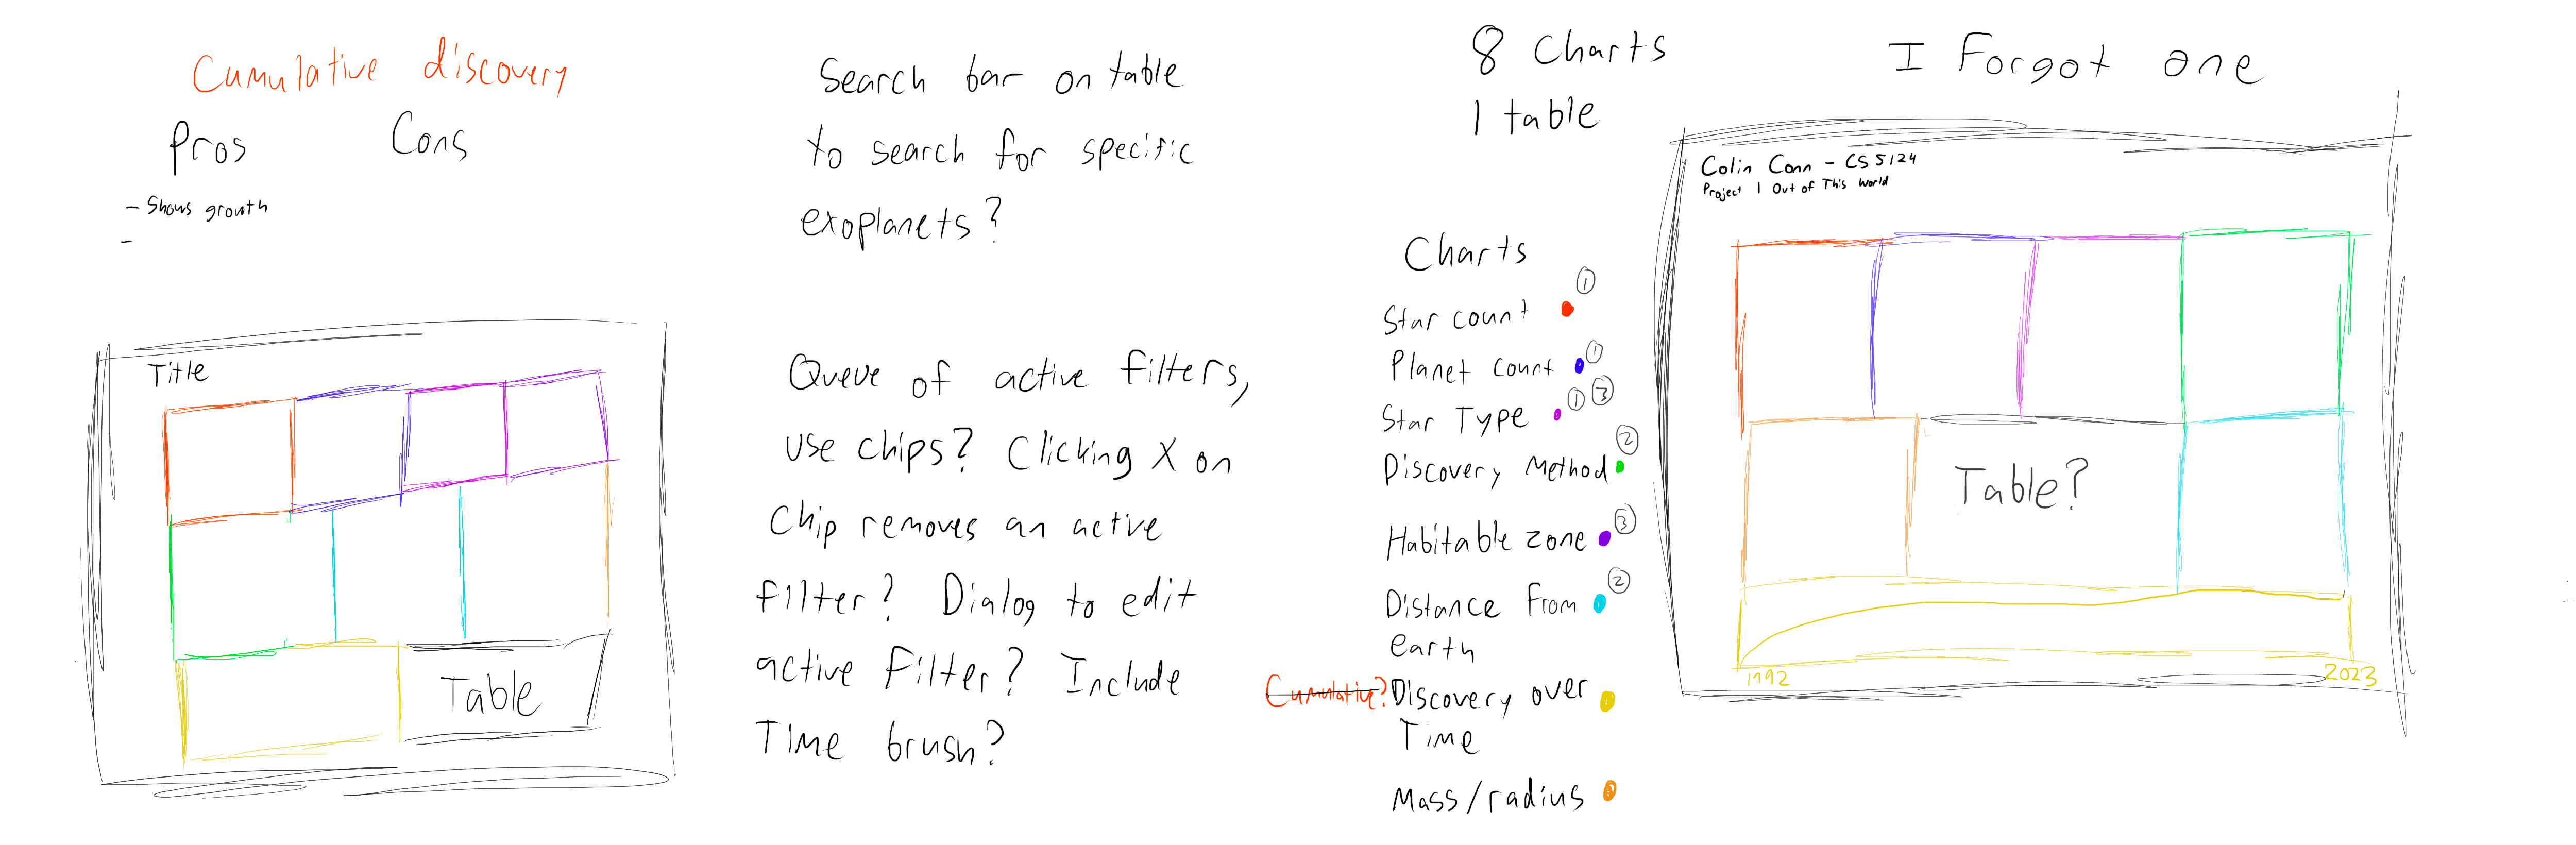 Cumulative discovery
Pros Cons
- Shows growth
-
Title
Table
Search bar on table
to search for specific
exoplanets?
Queue of active filters,
use chips? Clicking X on
chip removes an active
filter? Dialog to edit
active filter? Include
Time brush?
8 Charts
1 table
Charts
Star count ①
Planet count ①
Star Type ① ③
Discovery Method ②
Habitable zone ③
Distance from ②
earth
Cumulative? Discovery over
Time
Mass/radius
I Forgot one
Colin Conn - CS5124
Project 1 Out of This World
Table?
1992 2023